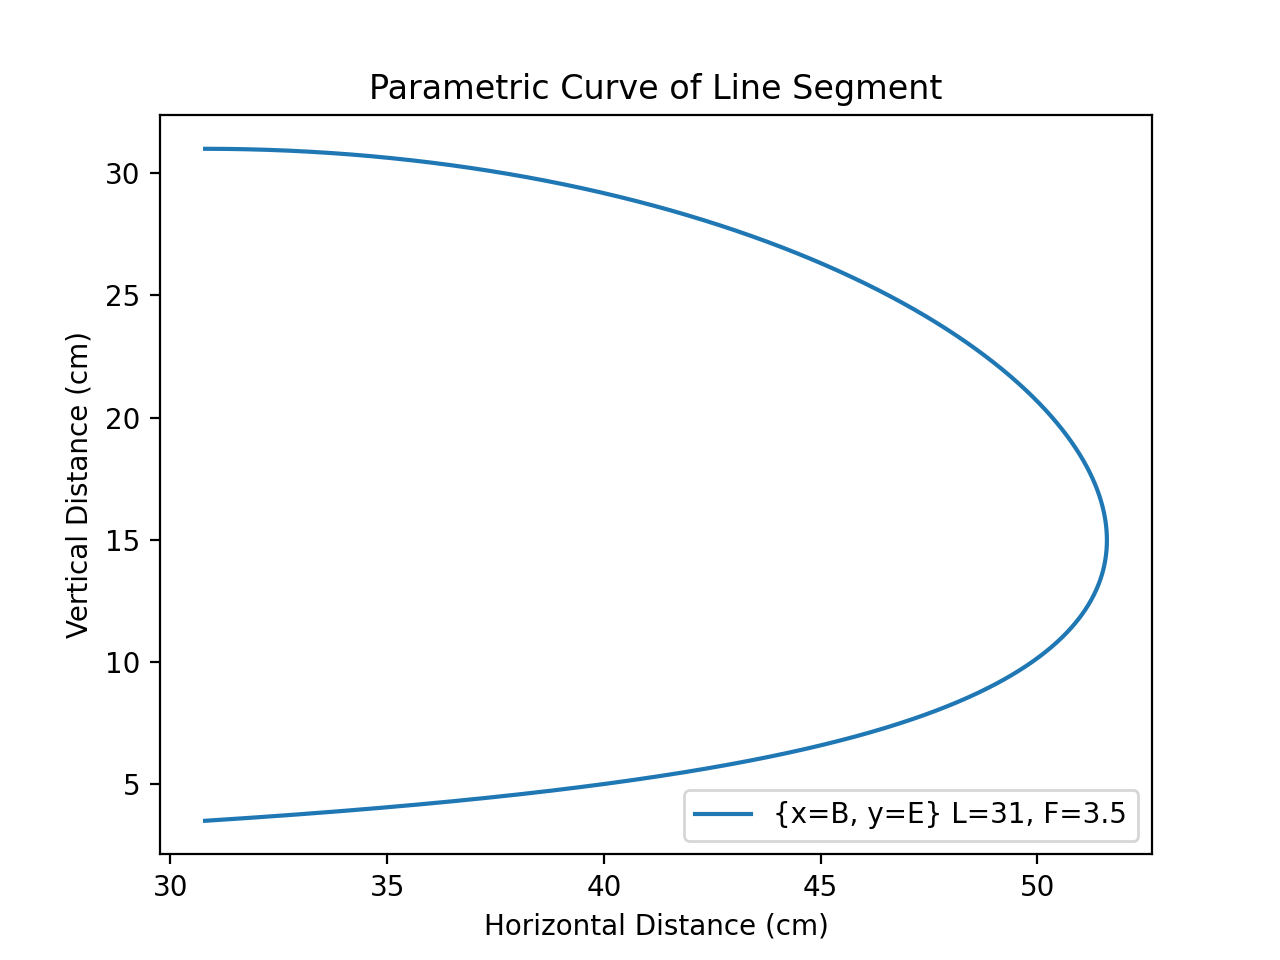 Parametric Curve of Line Segment
Vertical Distance (cm)
30
25
20
15
10
5
{x=B, y=E} L=31, F=3.5
30 35 40 45 50
Horizontal Distance (cm)